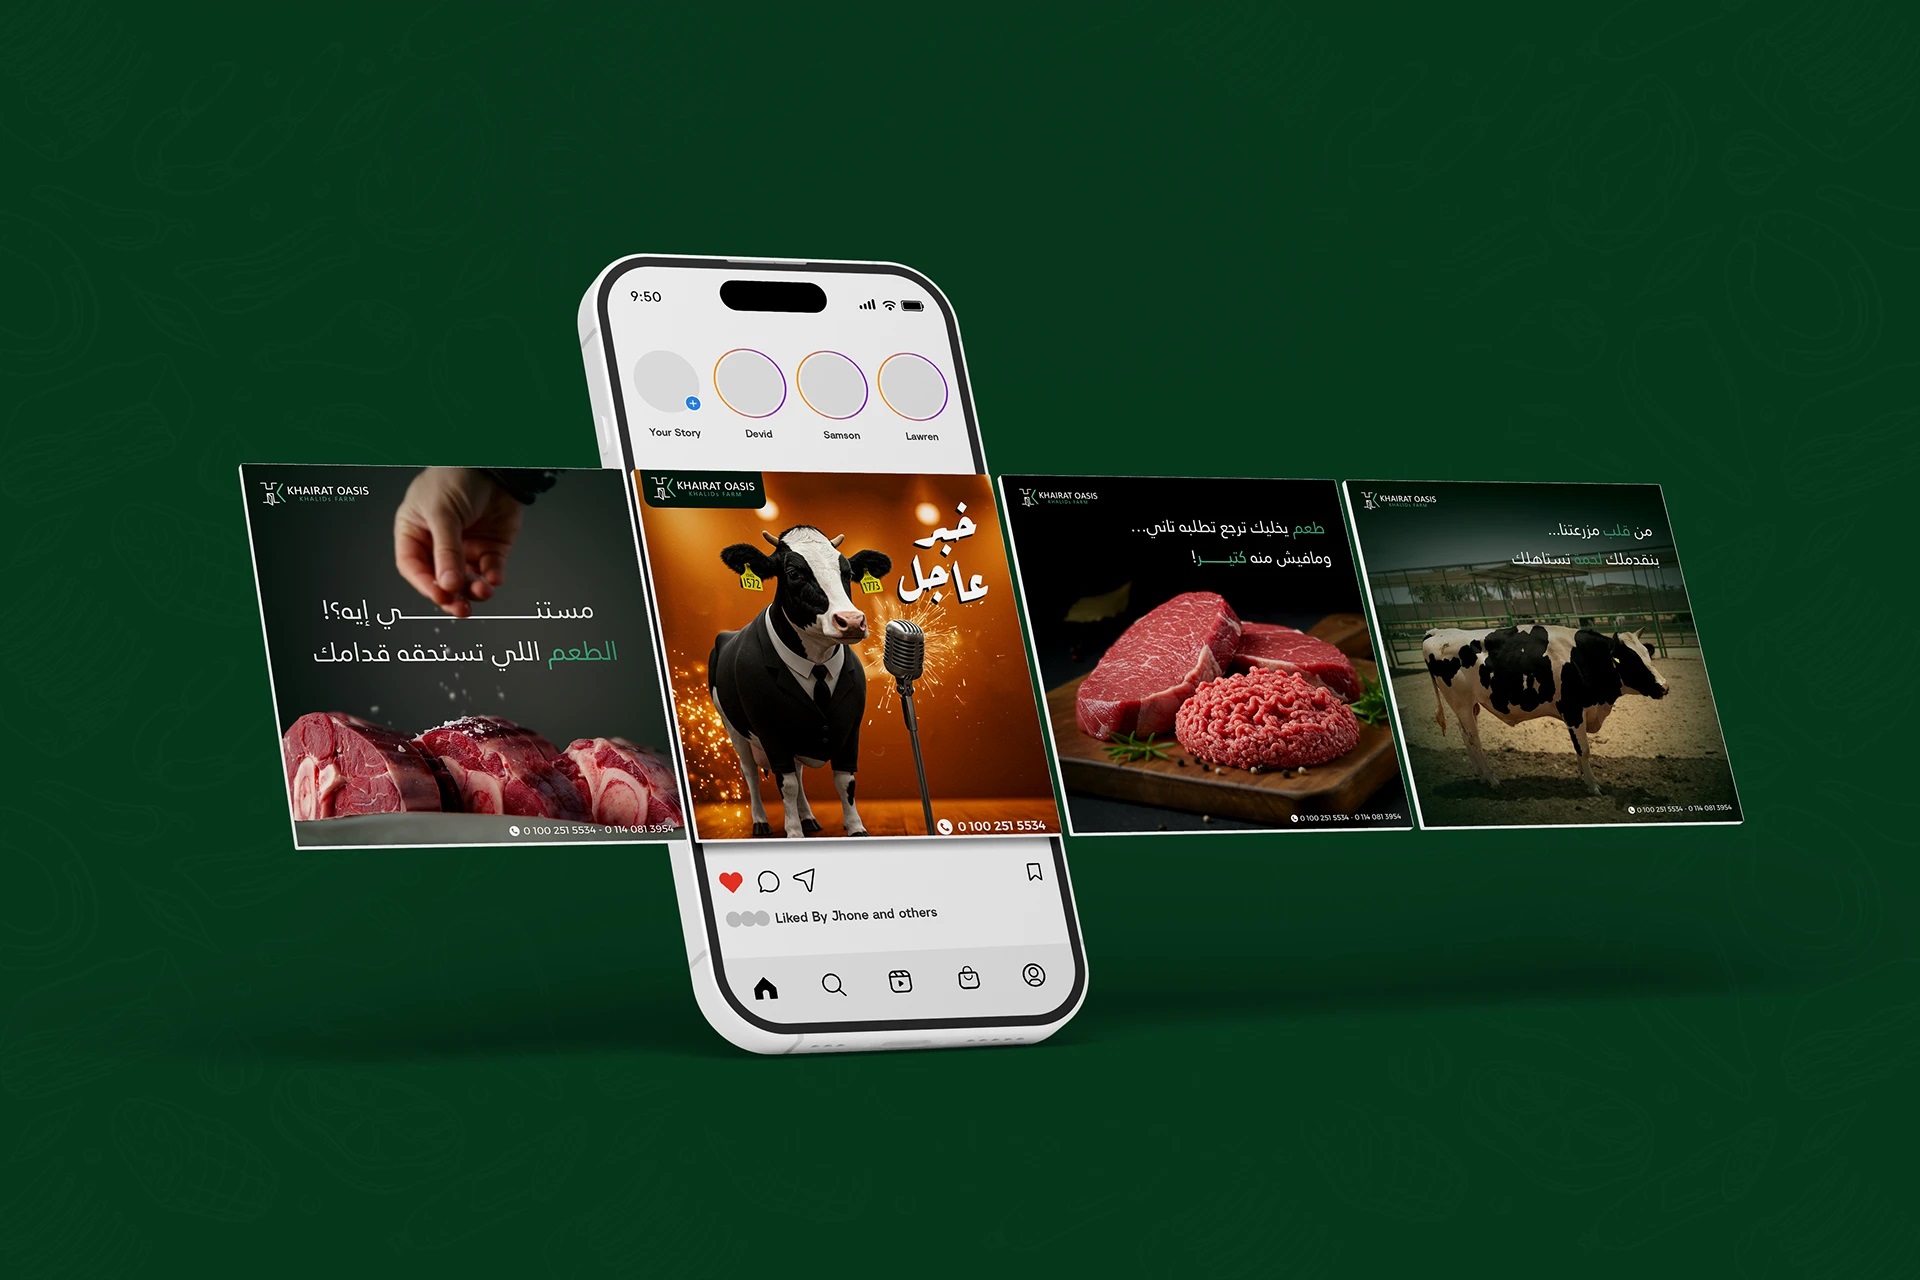 9:50
Your Story
Devid
Samson
Lawren
KHAIRAT OASIS
KHALIDs FARM
مستنـــــــــــي إيه؟!
الطعم اللي تستحقه قدامك
0 100 251 5534 - 0 114 081 3954
KHAIRAT OASIS
KHALIDs FARM
خبر
عاجل
1572
1773
0 100 251 5534
KHAIRAT OASIS
KHALIDs FARM
طعم يخليك ترجع تطلبه تاني...
ومافيش منه كتيـــر!
0 100 251 5534 - 0 114 081 3954
KHAIRAT OASIS
KHALIDs FARM
من قلب مزرعتنا...
بنقدملك لحمة تستاهلك
0 100 251 5534 - 0 114 081 3954
Liked By Jhone and others